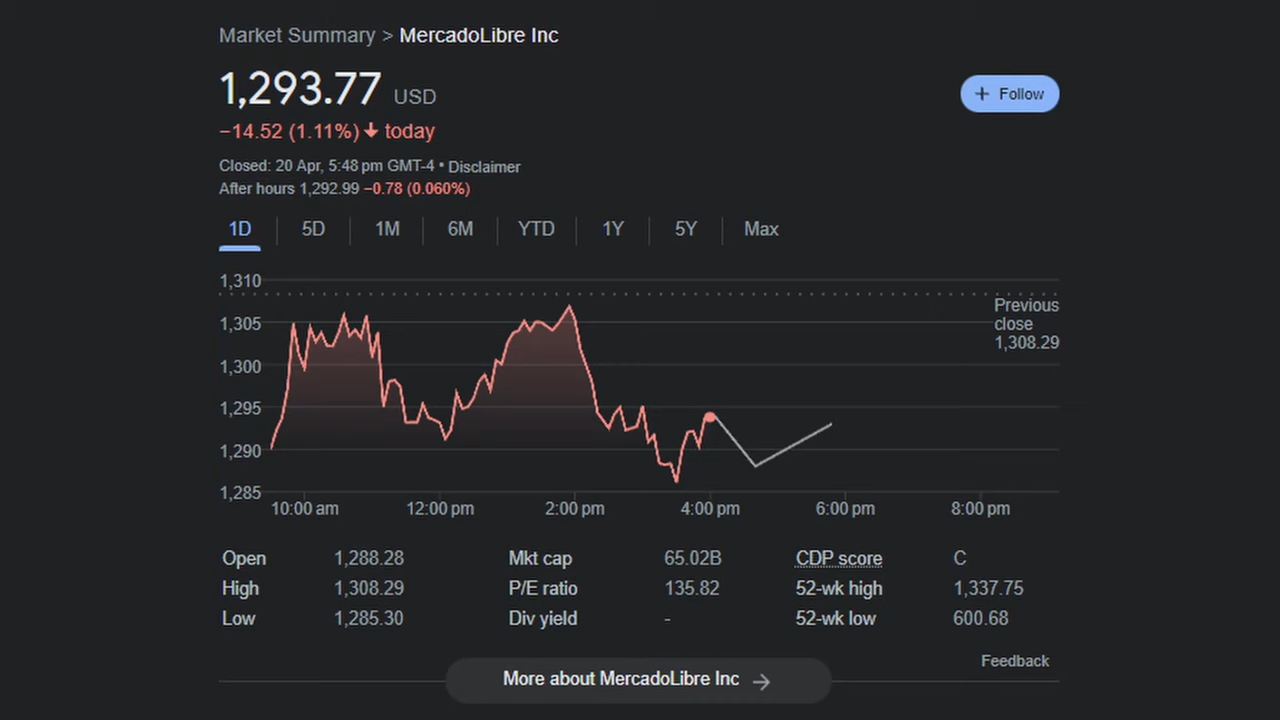 Market Summary > MercadoLibre Inc
1,293.77 USD
+ Follow
−14.52 (1.11%) ↓ today
Closed: 20 Apr, 5:48 pm GMT-4 • Disclaimer
After hours 1,292.99 −0.78 (0.060%)
1D 5D 1M 6M YTD 1Y 5Y Max
1,310
Previous
close
1,308.29
1,305
1,300
1,295
1,290
1,285
10:00 am 12:00 pm 2:00 pm 4:00 pm 6:00 pm 8:00 pm
Open 1,288.28 Mkt cap 65.02B CDP score C
High 1,308.29 P/E ratio 135.82 52-wk high 1,337.75
Low 1,285.30 Div yield - 52-wk low 600.68
Feedback
More about MercadoLibre Inc →